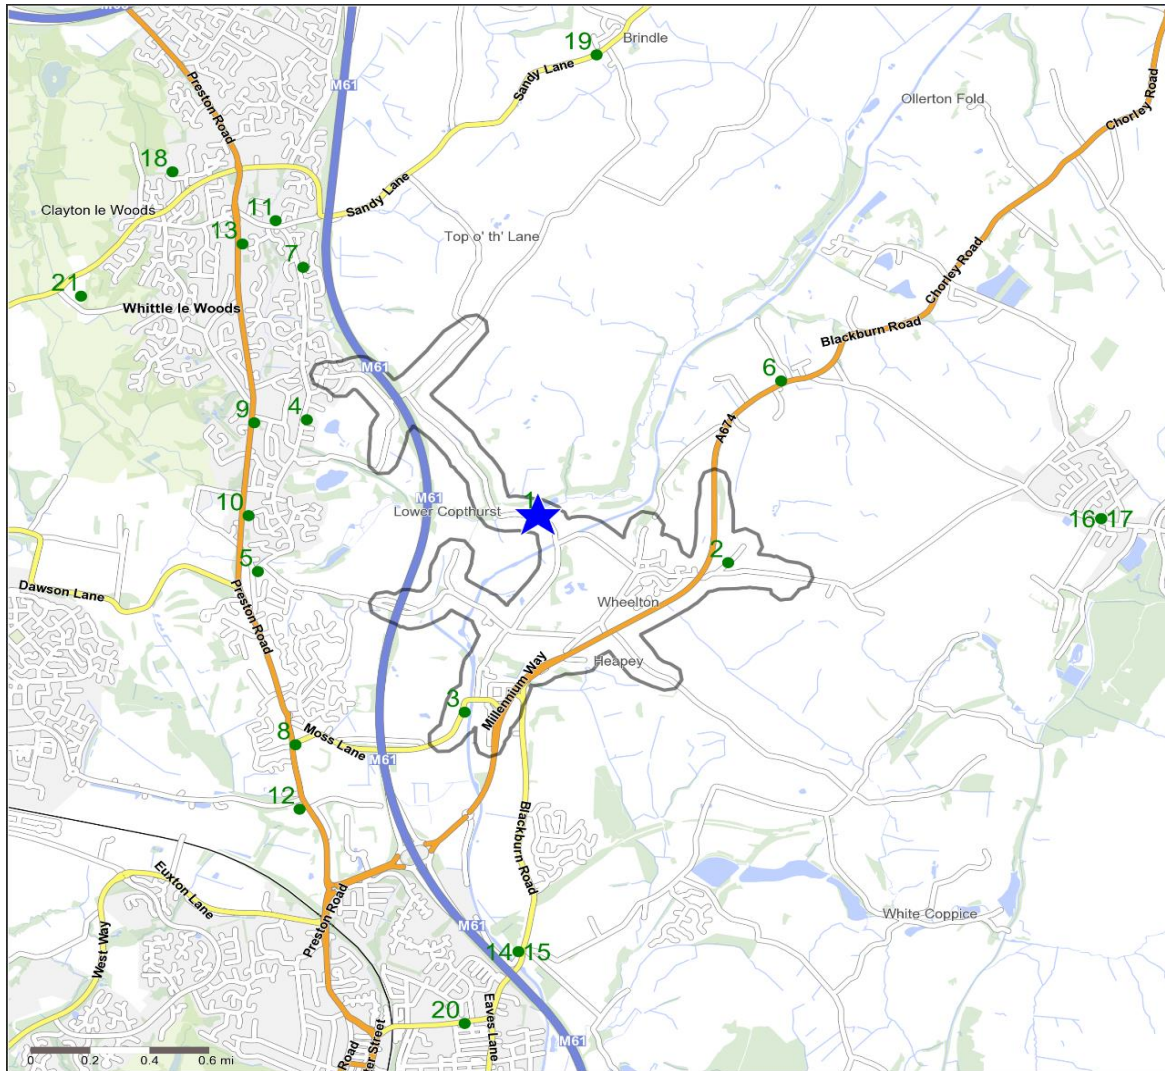 M61
19
Brindle
Preston Road
M61
Sandy Lane
Ollerton Fold
Chorley Road
18
Clayton le Woods
11
Sandy Lane
13
Top o' th' Lane
7
21
Whittle le Woods
Chorley Road
Blackburn Road
M61
6
9
4
A674
M61
1
Lower Copthurst
10
16 17
5
2
Dawson Lane
Preston Road
Wheelton
Heapey
Millennium Way
3
8
Moss Lane
M61
12
Blackburn Road
Euxton Lane
Preston Road
White Coppice
M61
West Way
14 15
20
Eaves Lane
Road
0
0.2
0.4
0.6 mi